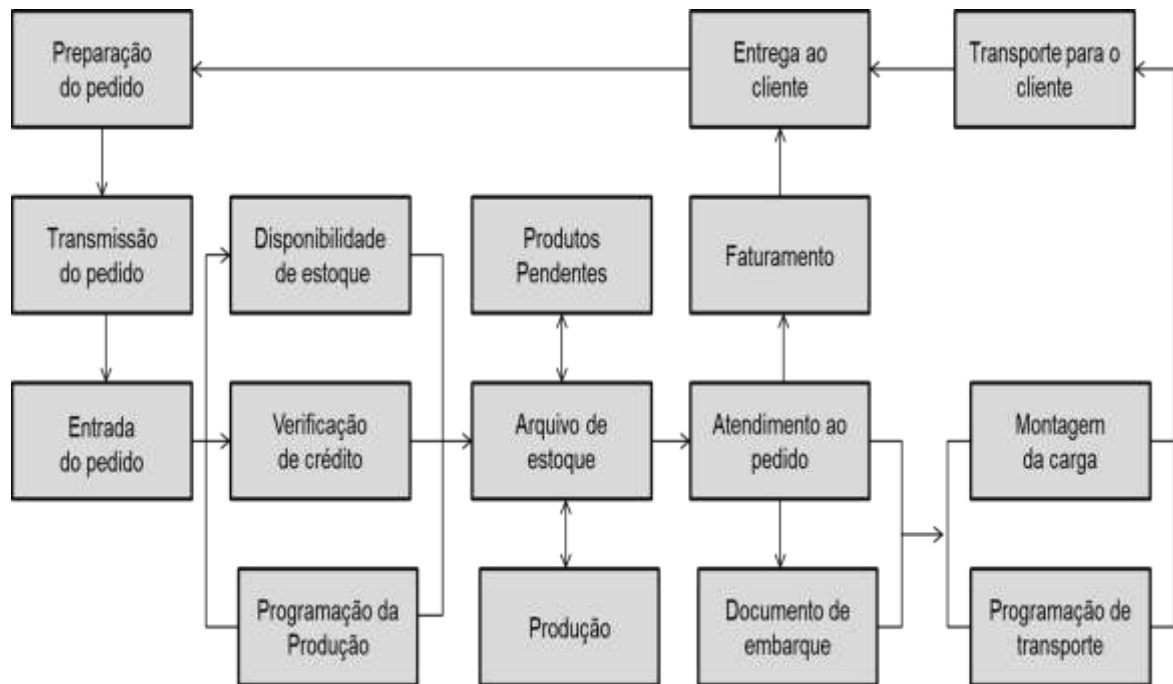 Preparação
do pedido
Entrega ao
cliente
Transporte para o
cliente
Transmissão
do pedido
Disponibilidade
de estoque
Produtos
Pendentes
Faturamento
Entrada
do pedido
Verificação
de crédito
Arquivo de
estoque
Atendimento ao
pedido
Montagem
da carga
Programação da
Produção
Produção
Documento de
embarque
Programação de
transporte